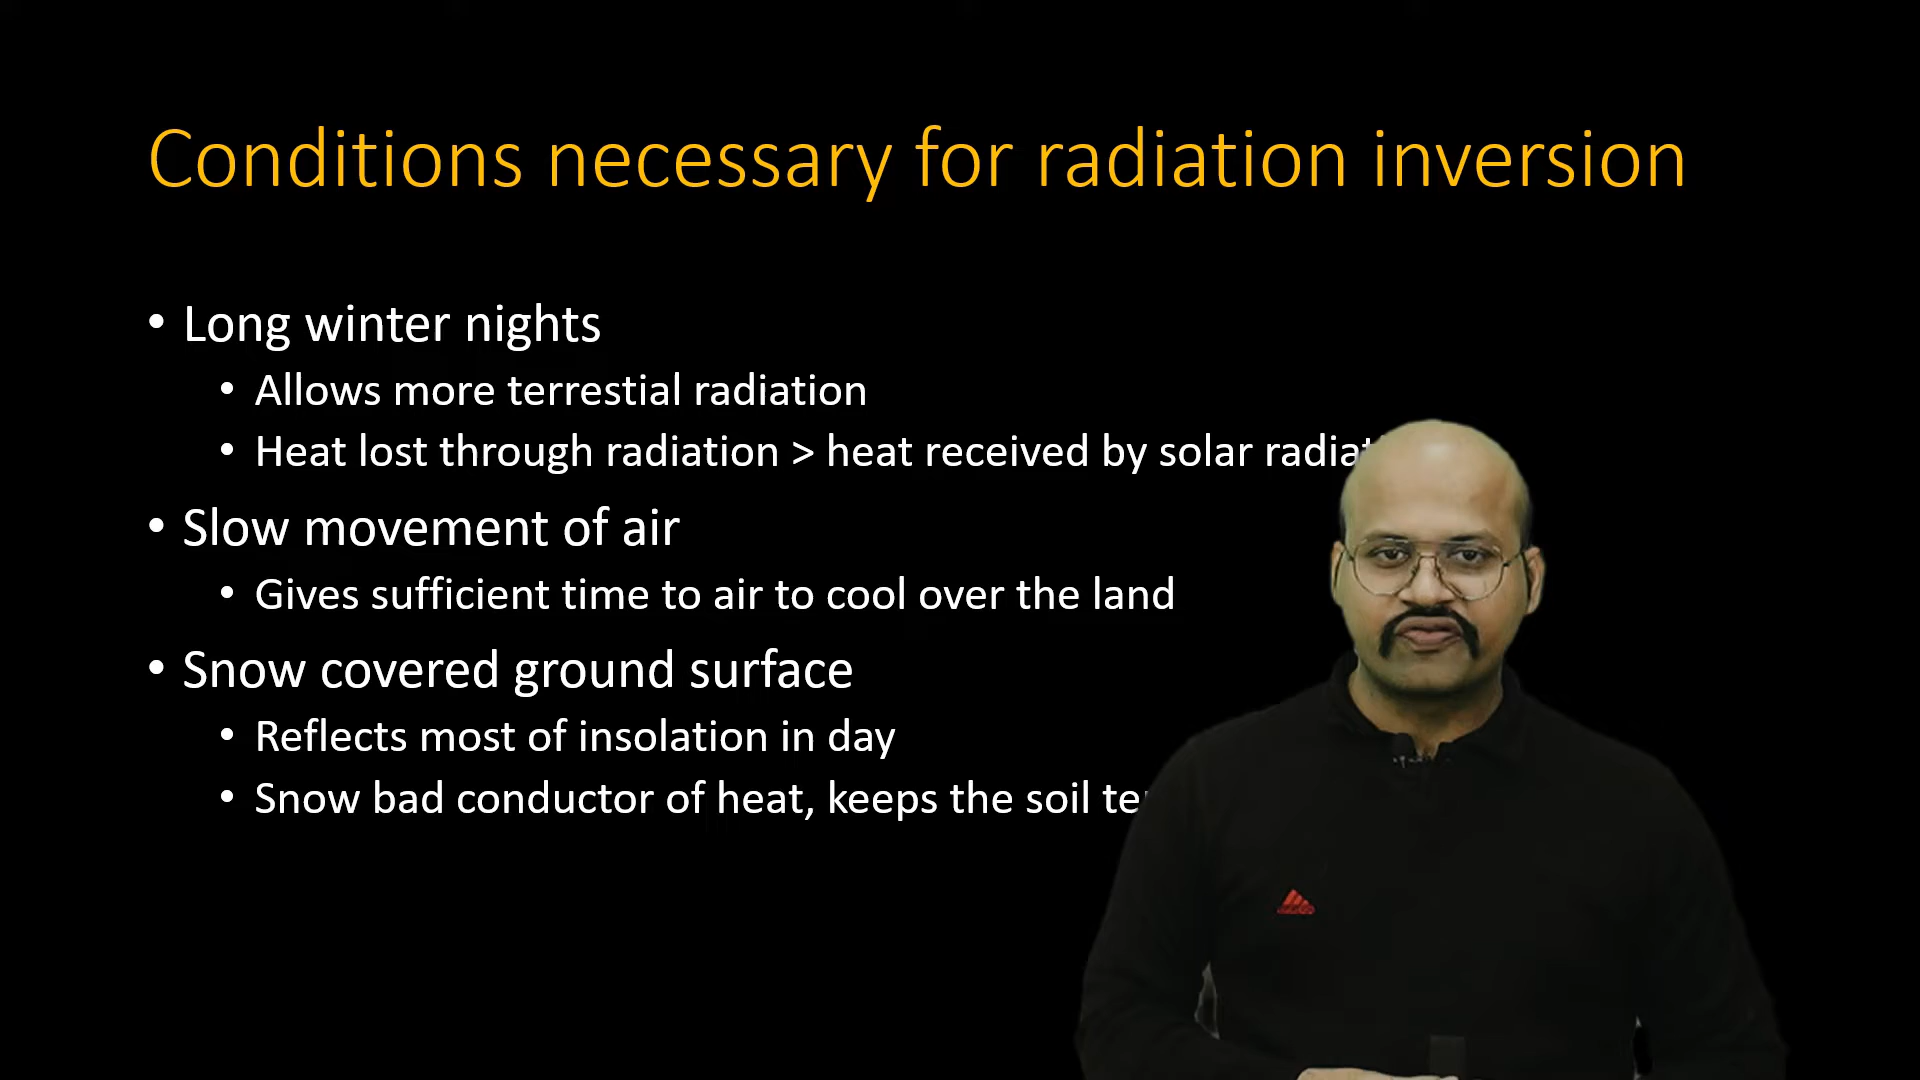 Conditions necessary for radiation inversion
• Long winter nights
• Allows more terrestial radiation
• Heat lost through radiation > heat received by solar
• Slow movement of air
• Gives sufficient time to air to cool over the land
• Snow covered ground surface
• Reflects most of insolation in day
• Snow bad conductor of heat, keeps the soil